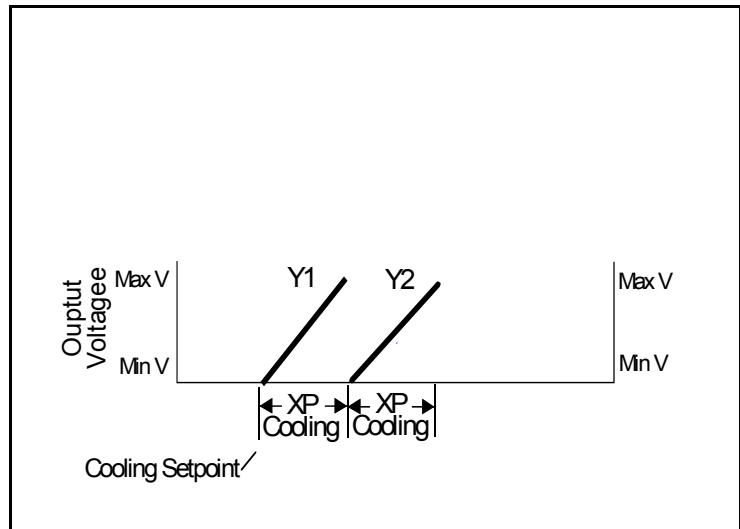 Y1 Y2
Max V Max V
Ouptut
Voltagee
Min V Min V
XP XP
Cooling Cooling
Cooling Setpoint